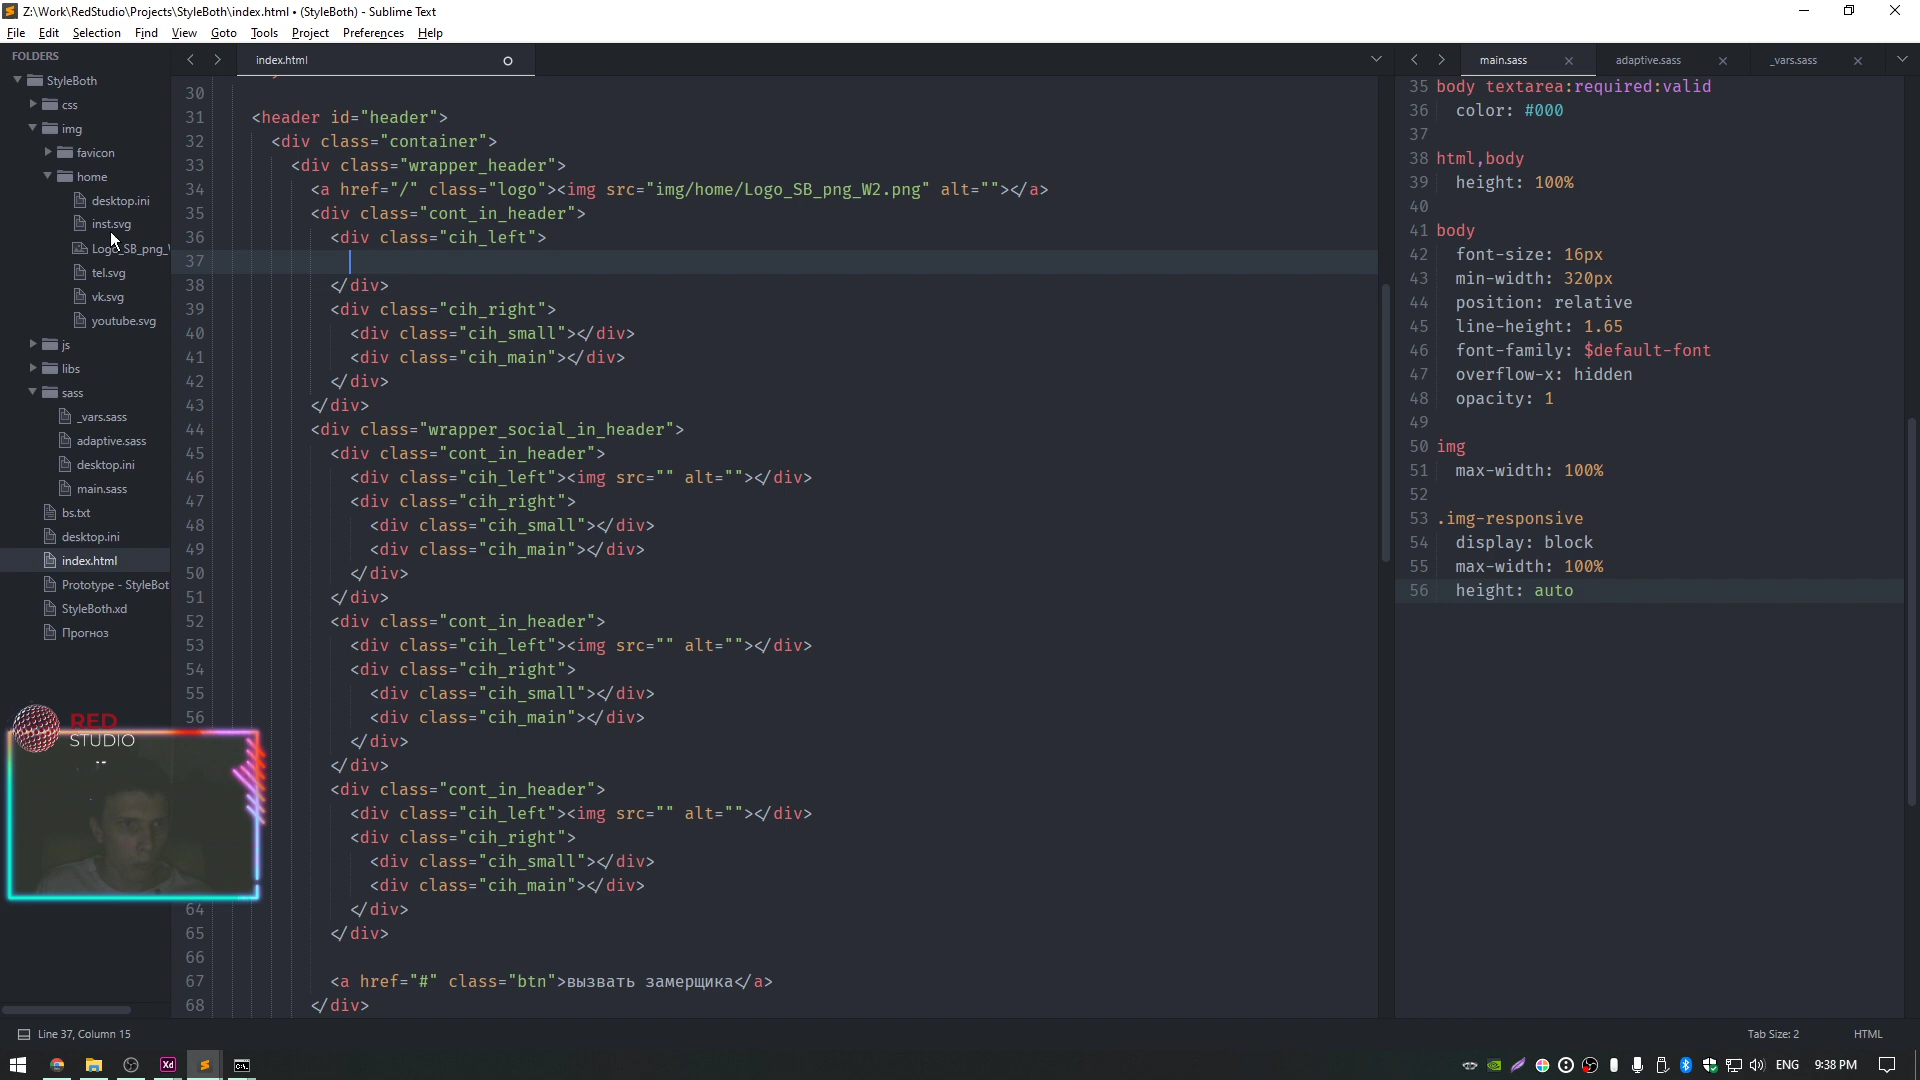 Z:\Work\RedStudio\Projects\StyleBoth\index.html • (StyleBoth) - Sublime Text
File Edit Selection Find View Goto Tools Project Preferences Help
FOLDERS
StyleBoth
css
img
favicon
home
desktop.ini
inst.svg
Logo_SB_png_
tel.svg
vk.svg
youtube.svg
js
libs
sass
_vars.sass
adaptive.sass
desktop.ini
main.sass
bs.txt
desktop.ini
index.html
Prototype - StyleBot
StyleBoth.xd
Прогноз
RED
STUDIO
index.html
30
31 <header id="header">
32 <div class="container">
33 <div class="wrapper_header">
34 <a href="/" class="logo"><img src="img/home/Logo_SB_png_W2.png" alt=""></a>
35 <div class="cont_in_header">
36 <div class="cih_left">
37
38 </div>
39 <div class="cih_right">
40 <div class="cih_small"></div>
41 <div class="cih_main"></div>
42 </div>
43 </div>
44 <div class="wrapper_social_in_header">
45 <div class="cont_in_header">
46 <div class="cih_left"><img src="" alt=""></div>
47 <div class="cih_right">
48 <div class="cih_small"></div>
49 <div class="cih_main"></div>
50 </div>
51 </div>
52 <div class="cont_in_header">
53 <div class="cih_left"><img src="" alt=""></div>
54 <div class="cih_right">
55 <div class="cih_small"></div>
56 <div class="cih_main"></div>
</div>
</div>
<div class="cont_in_header">
<div class="cih_left"><img src="" alt=""></div>
<div class="cih_right">
<div class="cih_small"></div>
<div class="cih_main"></div>
64 </div>
65 </div>
66
67 <a href="#" class="btn">вызвать замерщика</a>
68 </div>
main.sass adaptive.sass _vars.sass
35 body textarea:required:valid
36 color: #000
37
38 html,body
39 height: 100%
40
41 body
42 font-size: 16px
43 min-width: 320px
44 position: relative
45 line-height: 1.65
46 font-family: $default-font
47 overflow-x: hidden
48 opacity: 1
49
50 img
51 max-width: 100%
52
53 .img-responsive
54 display: block
55 max-width: 100%
56 height: auto
Line 37, Column 15
Tab Size: 2 HTML
Xd
ENG 9:38 PM